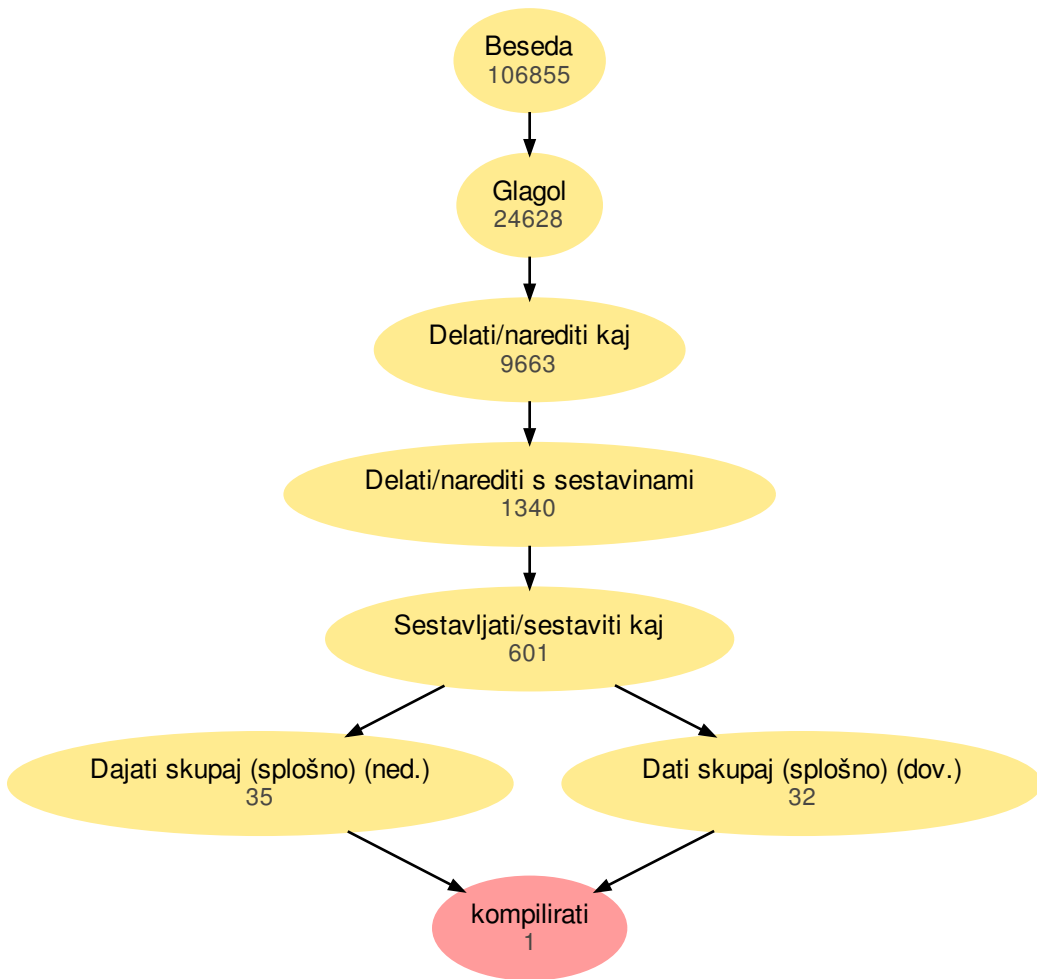 Beseda
106855
Glagol
24628
Delati/narediti kaj
9663
Delati/narediti s sestavinami
1340
Sestavljati/sestaviti kaj
601
Dajati skupaj (splošno) (ned.)
35
Dati skupaj (splošno) (dov.)
32
kompilirati
1